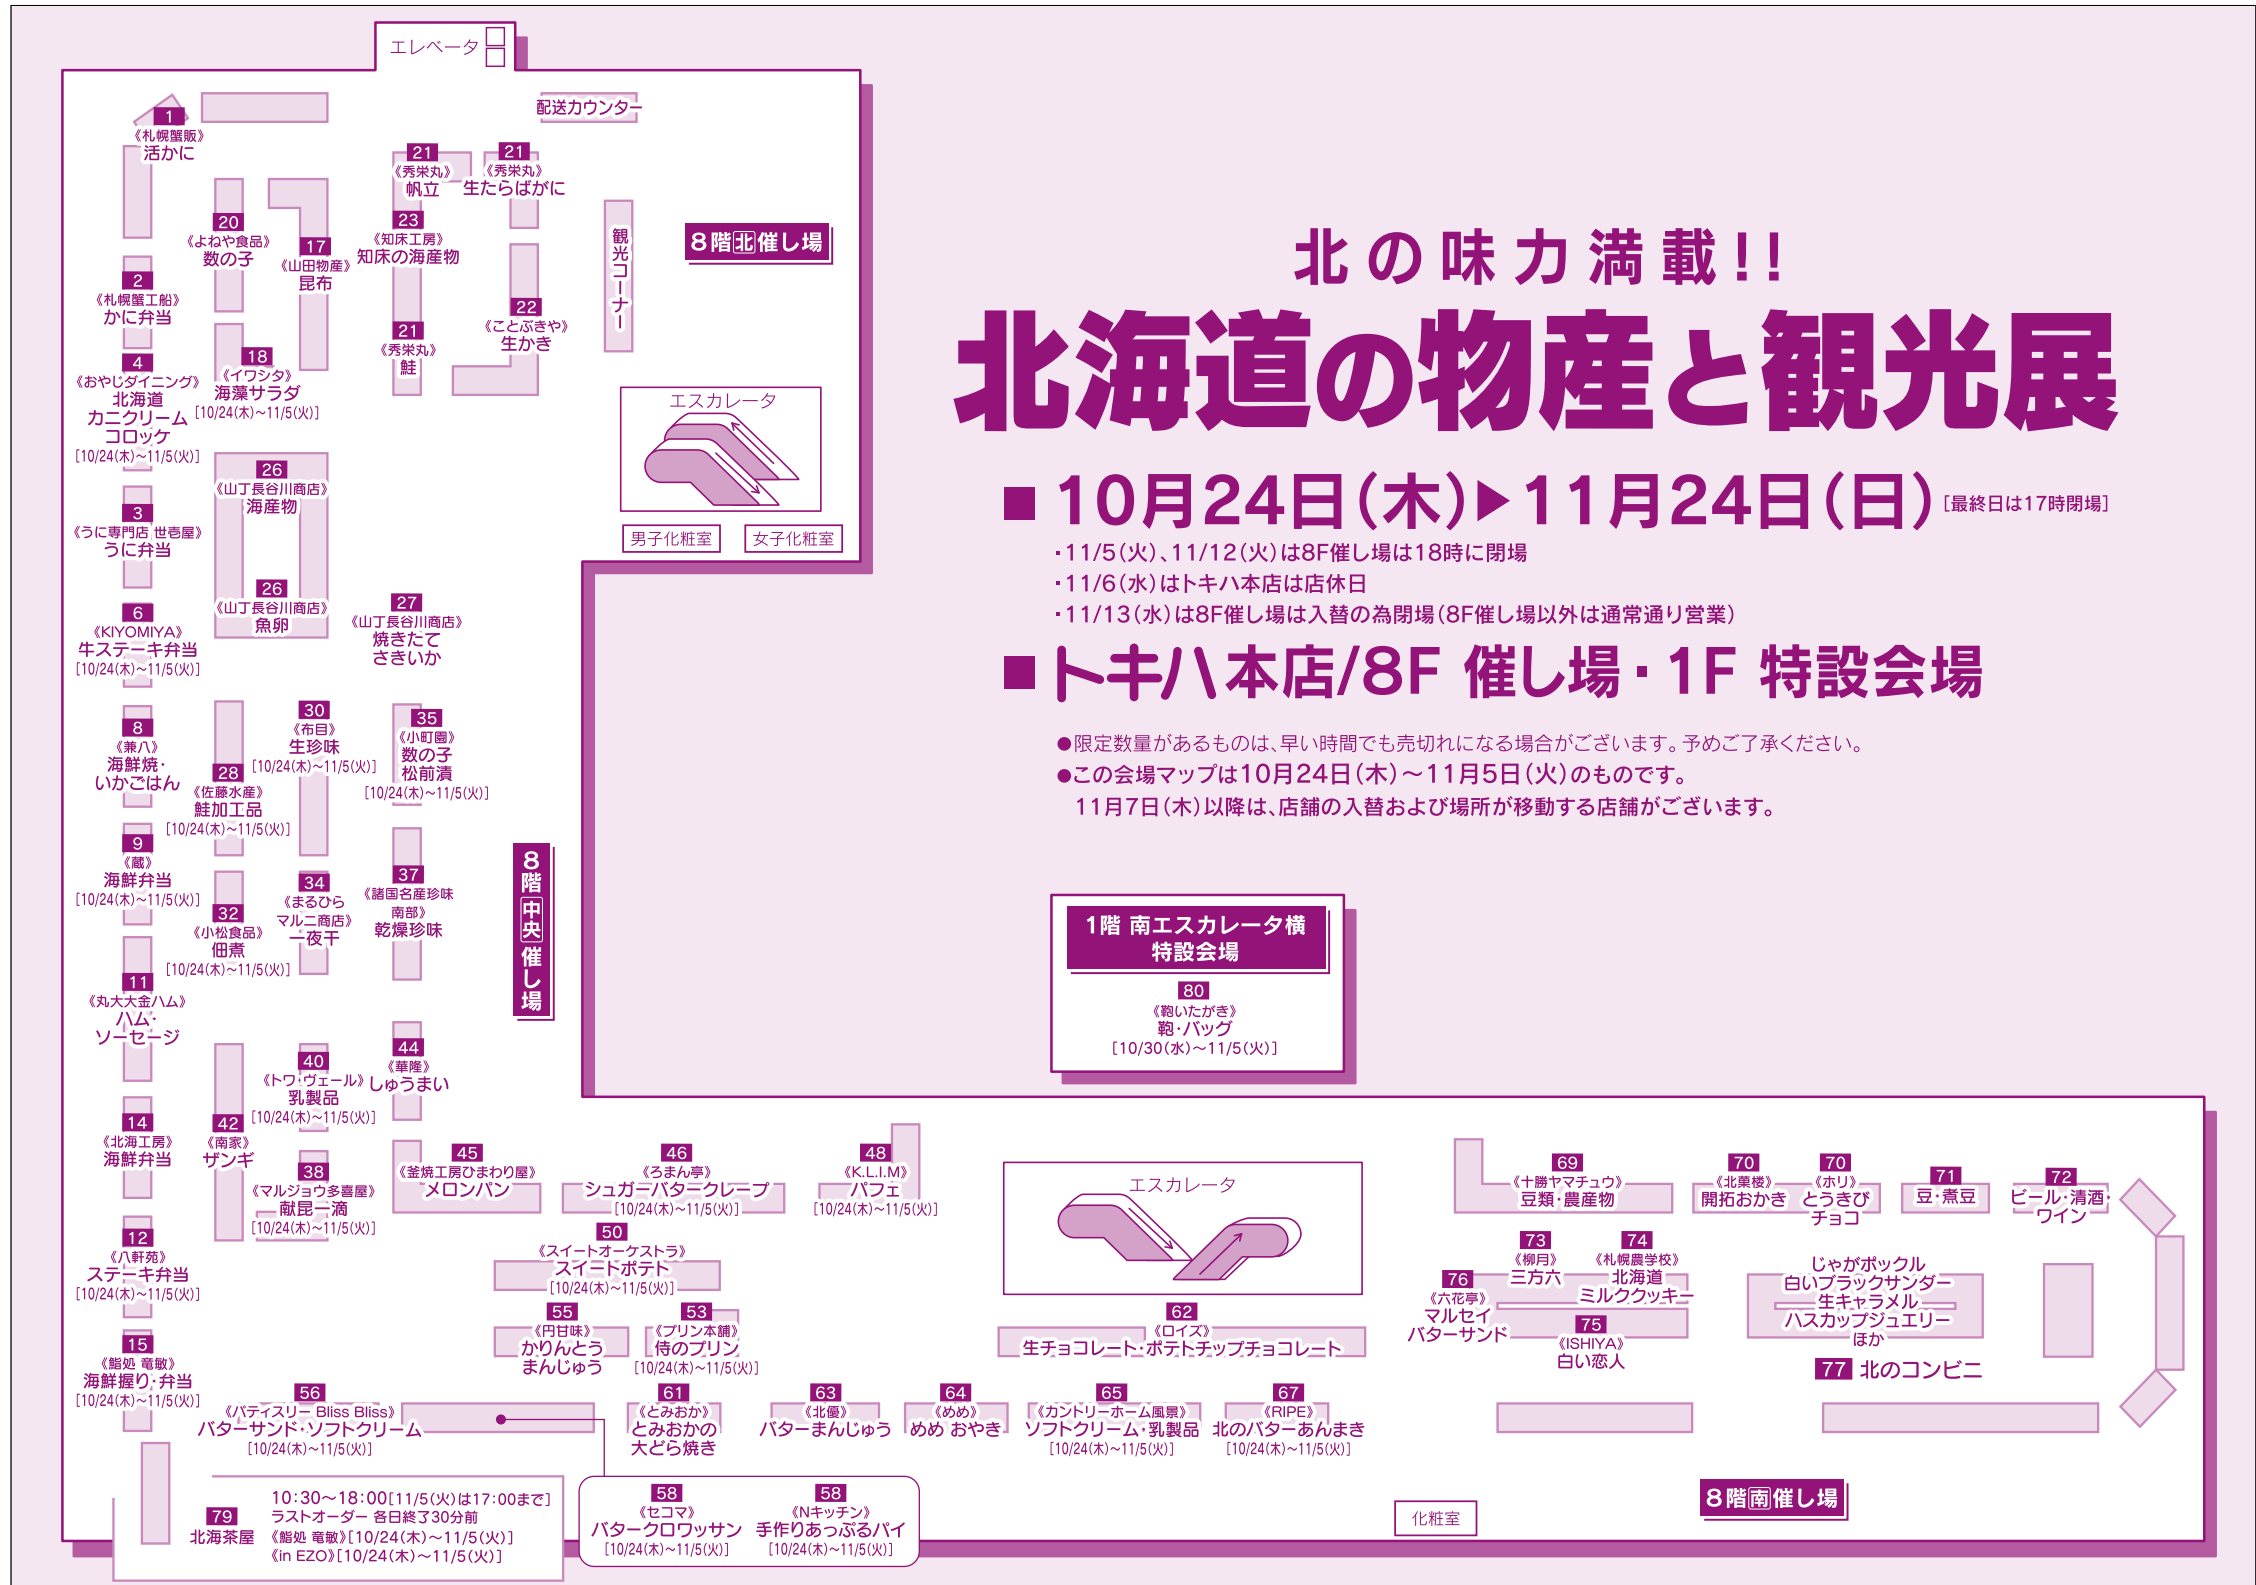 エレベータ
配送カウンター
1
《札幌蟹販》
活かに
21
《秀栄丸》
帆立
21
《秀栄丸》
生たらばがに
20
《よねや食品》
数の子
17
《山田物産》
昆布
23
《知床工房》
知床の海産物
観光コーナー
8階北催し場
2
《札幌蟹工船》
かに弁当
22
《ことぶきや》
生かき
21
《秀栄丸》
鮭
18
《イワシタ》
海藻サラダ
[10/24(木)~11/5(火)]
4
《おやじダイニング》
北海道
カニクリーム
コロッケ
[10/24(木)~11/5(火)]
エスカレータ
男子化粧室
女子化粧室
26
《山丁長谷川商店》
海産物
3
《うに専門店 世壱屋》
うに弁当
26
《山丁長谷川商店》
魚卵
27
《山丁長谷川商店》
焼きたて
さきいか
6
《KIYOMIYA》
牛ステーキ弁当
[10/24(木)~11/5(火)]
8
《兼八》
海鮮焼・
いかごはん
28
《佐藤水産》
鮭加工品
[10/24(木)~11/5(火)]
30
《布目》
生珍味
[10/24(木)~11/5(火)]
35
《小町園》
数の子
松前漬
[10/24(木)~11/5(火)]
9
《蔵》
海鮮弁当
[10/24(木)~11/5(火)]
32
《小松食品》
佃煮
[10/24(木)~11/5(火)]
34
《まるひら
マルニ商店》
一夜干
37
《諸国名産珍味
南部》
乾燥珍味
8階中央催し場
11
《丸大大金ハム》
ハム・
ソーセージ
40
《トワ・ヴェール》
乳製品
[10/24(木)~11/5(火)]
44
《華隆》
しゅうまい
14
《北海工房》
海鮮弁当
42
《南家》
ザンギ
38
《マルジョウ多喜屋》
献昆一滴
[10/24(木)~11/5(火)]
12
《八軒苑》
ステーキ弁当
[10/24(木)~11/5(火)]
15
《鮨処 竜敏》
海鮮握り・弁当
[10/24(木)~11/5(火)]
北の味力満載!!
北海道の物産と観光展
■10月24日(木)▶11月24日(日)[最終日は17時閉場]
・11/5(火)、11/12(火)は8F催し場は18時に閉場
・11/6(水)はトキハ本店は店休日
・11/13(水)は8F催し場は入替の為閉場(8F催し場以外は通常通り営業)
■トキハ本店/8F 催し場・1F 特設会場
●限定数量があるものは、早い時間でも売切れになる場合がございます。予めご了承ください。
●この会場マップは10月24日(木)〜11月5日(火)のものです。
11月7日(木)以降は、店舗の入替および場所が移動する店舗がございます。
1階 南エスカレータ横
特設会場
80
《鞄いたがき》
鞄・バッグ
[10/30(水)~11/5(火)]
45
《釜焼工房ひまわり屋》
メロンパン
46
《ろまん亭》
シュガーバタークレープ
[10/24(木)~11/5(火)]
48
《K.L.I.M》
パフェ
[10/24(木)~11/5(火)]
エスカレータ
69
《十勝ヤマチュウ》
豆類・農産物
70
《北菓楼》
開拓おかき
70
《ホリ》
とうきび
チョコ
71
豆・煮豆
72
ビール・清酒・
ワイン
50
《スイートオーケストラ》
スイートポテト
[10/24(木)~11/5(火)]
73
《柳月》
三方六
74
《札幌農学校》
北海道
ミルククッキー
76
《六花亭》
マルセイ
バターサンド
75
《ISHIYA》
白い恋人
じゃがポックル
白いブラックサンダー
生キャラメル
ハスカップジュエリー
ほか
77 北のコンビニ
55
《円甘味》
かりんとう
まんじゅう
53
《プリン本舗》
侍のプリン
[10/24(木)~11/5(火)]
62
《ロイズ》
生チョコレート・ポテトチップチョコレート
56
《パティスリー Bliss Bliss》
バターサンド・ソフトクリーム
[10/24(木)~11/5(火)]
61
《とみおか》
とみおかの
大どら焼き
63
《北優》
バターまんじゅう
64
《めめ》
めめ おやき
65
《カントリーホーム風景》
ソフトクリーム・乳製品
[10/24(木)~11/5(火)]
67
《RIPE》
北のバターあんまき
[10/24(木)~11/5(火)]
79
北海茶屋
10:30〜18:00[11/5(火)は17:00まで]
ラストオーダー 各日終了30分前
《鮨処 竜敏》[10/24(木)〜11/5(火)]
《in EZO》[10/24(木)〜11/5(火)]
58
《セコマ》
バタークロワッサン
[10/24(木)~11/5(火)]
58
《Nキッチン》
手作りあっぷるパイ
[10/24(木)~11/5(火)]
化粧室
8階南催し場